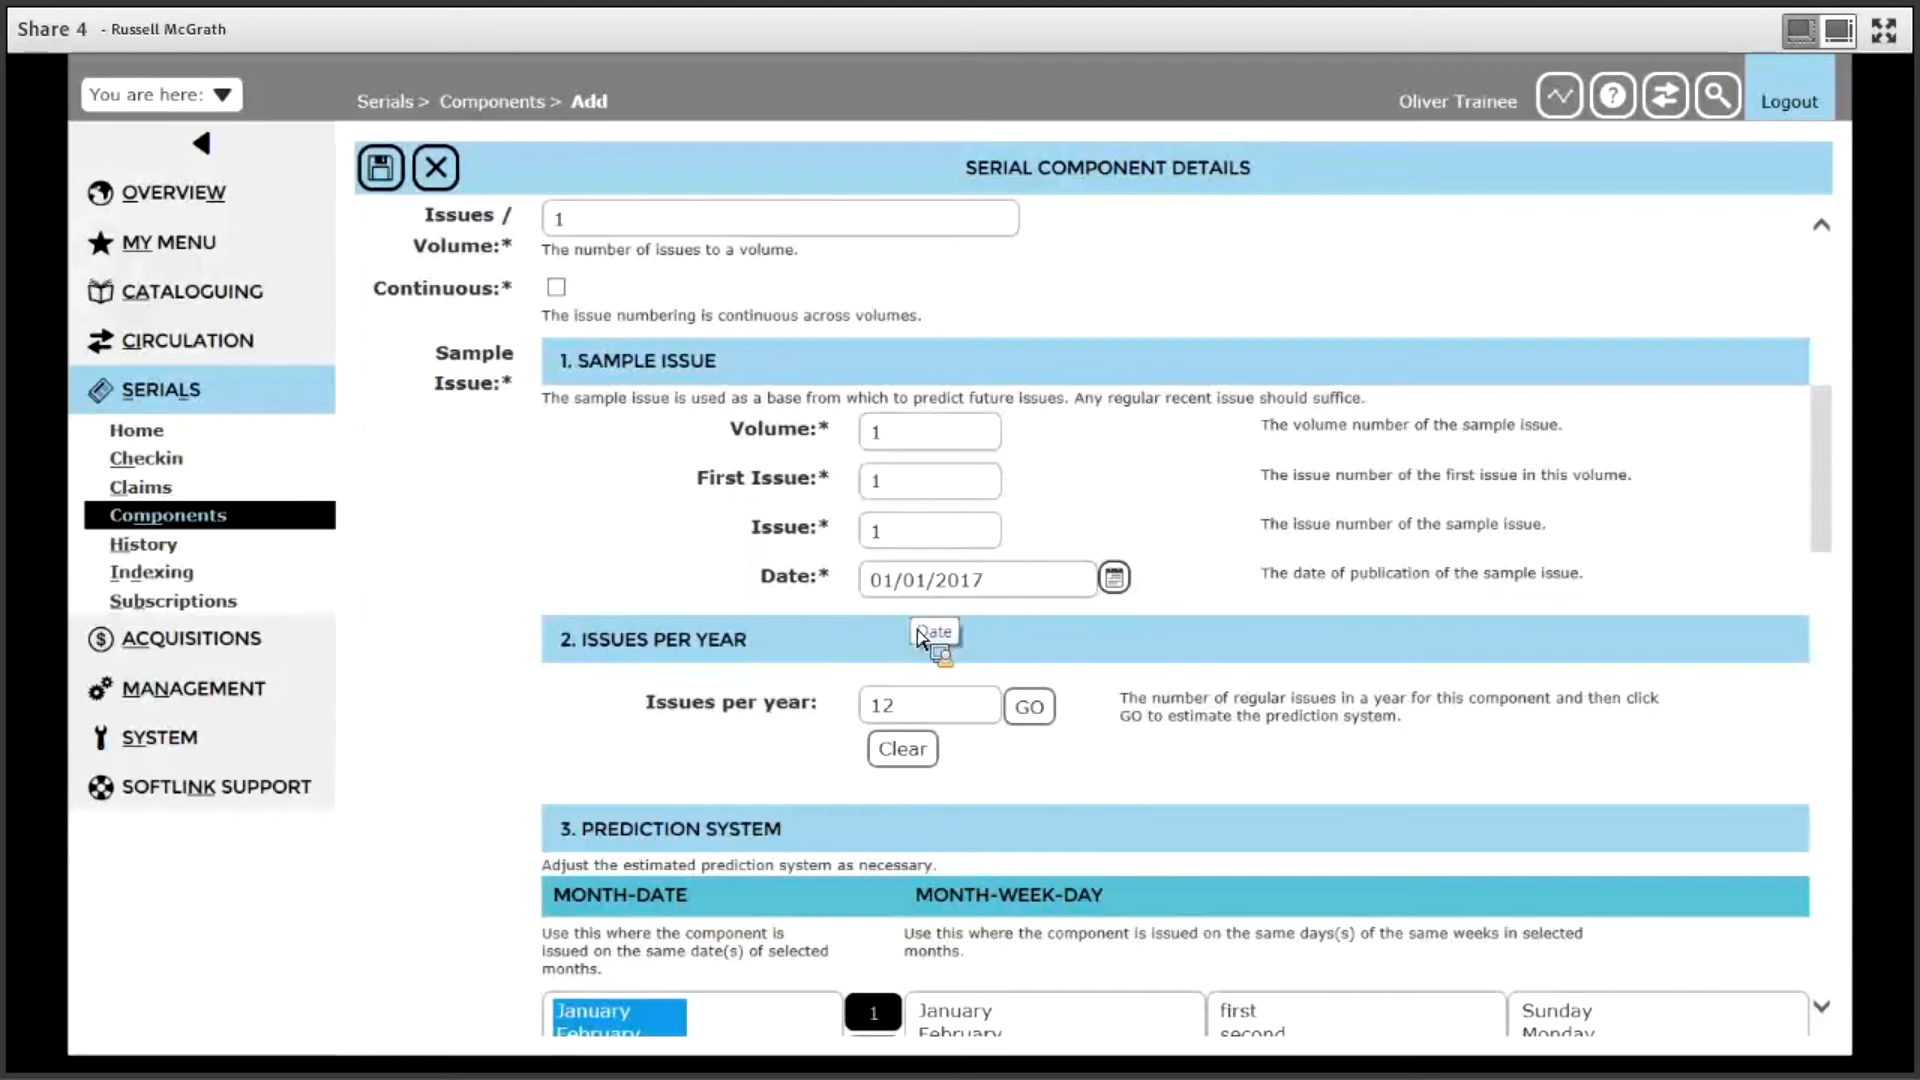 Share 4 - Russell McGrath
You are here:
Serials > Components > Add
Oliver Trainee
Logout
OVERVIEW
MY MENU
CATALOGUING
CIRCULATION
SERIALS
Home
Checkin
Claims
Components
History
Indexing
Subscriptions
ACQUISITIONS
MANAGEMENT
SYSTEM
SOFTLINK SUPPORT
SERIAL COMPONENT DETAILS
Issues /
Volume:*
1
The number of issues to a volume.
Continuous:*
The issue numbering is continuous across volumes.
Sample
Issue:*
1. SAMPLE ISSUE
The sample issue is used as a base from which to predict future issues. Any regular recent issue should suffice.
Volume:* 1 The volume number of the sample issue.
First Issue:* 1 The issue number of the first issue in this volume.
Issue:* 1 The issue number of the sample issue.
Date:* 01/01/2017 The date of publication of the sample issue.
2. ISSUES PER YEAR
Date
Issues per year: 12 GO
The number of regular issues in a year for this component and then click
GO to estimate the prediction system.
Clear
3. PREDICTION SYSTEM
Adjust the estimated prediction system as necessary.
MONTH-DATE
Use this where the component is
issued on the same date(s) of selected
months.
MONTH-WEEK-DAY
Use this where the component is issued on the same days(s) of the same weeks in selected
months.
January 1 January first Sunday
February February second Monday